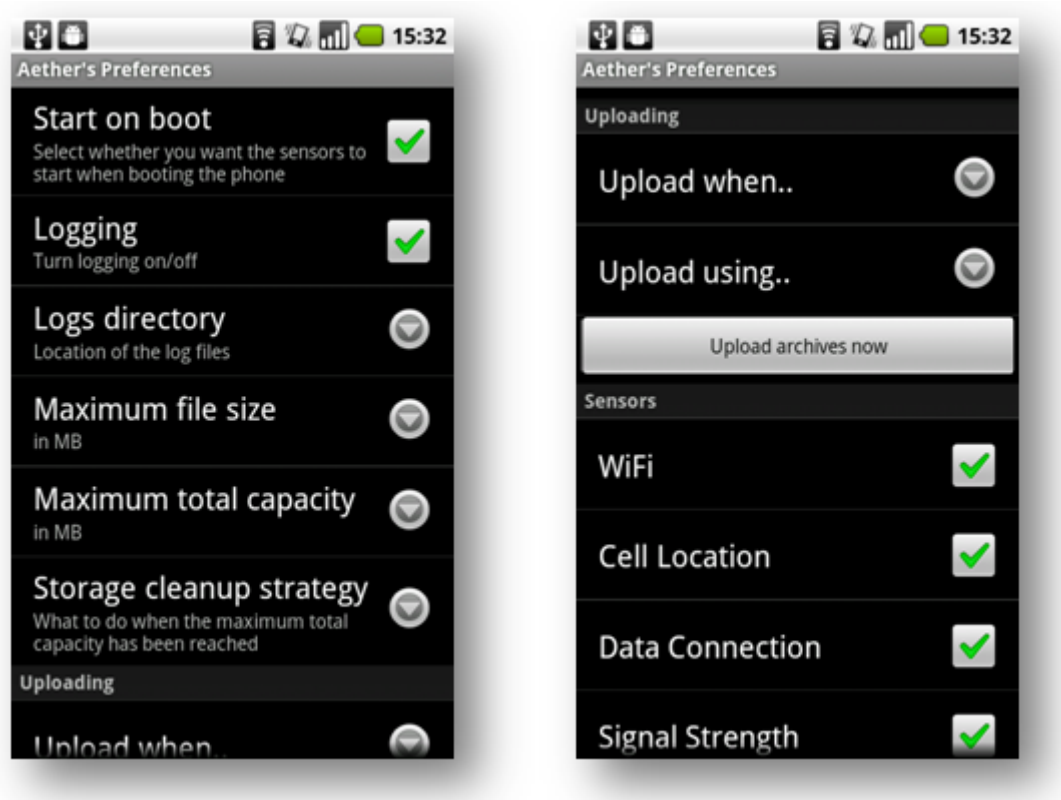 15:32
Aether's Preferences
Start on boot
Select whether you want the sensors to
start when booting the phone
Logging
Turn logging on/off
Logs directory
Location of the log files
Maximum file size
in MB
Maximum total capacity
in MB
Storage cleanup strategy
What to do when the maximum total
capacity has been reached
Uploading
Upload when..
15:32
Aether's Preferences
Uploading
Upload when..
Upload using..
Upload archives now
Sensors
WiFi
Cell Location
Data Connection
Signal Strength